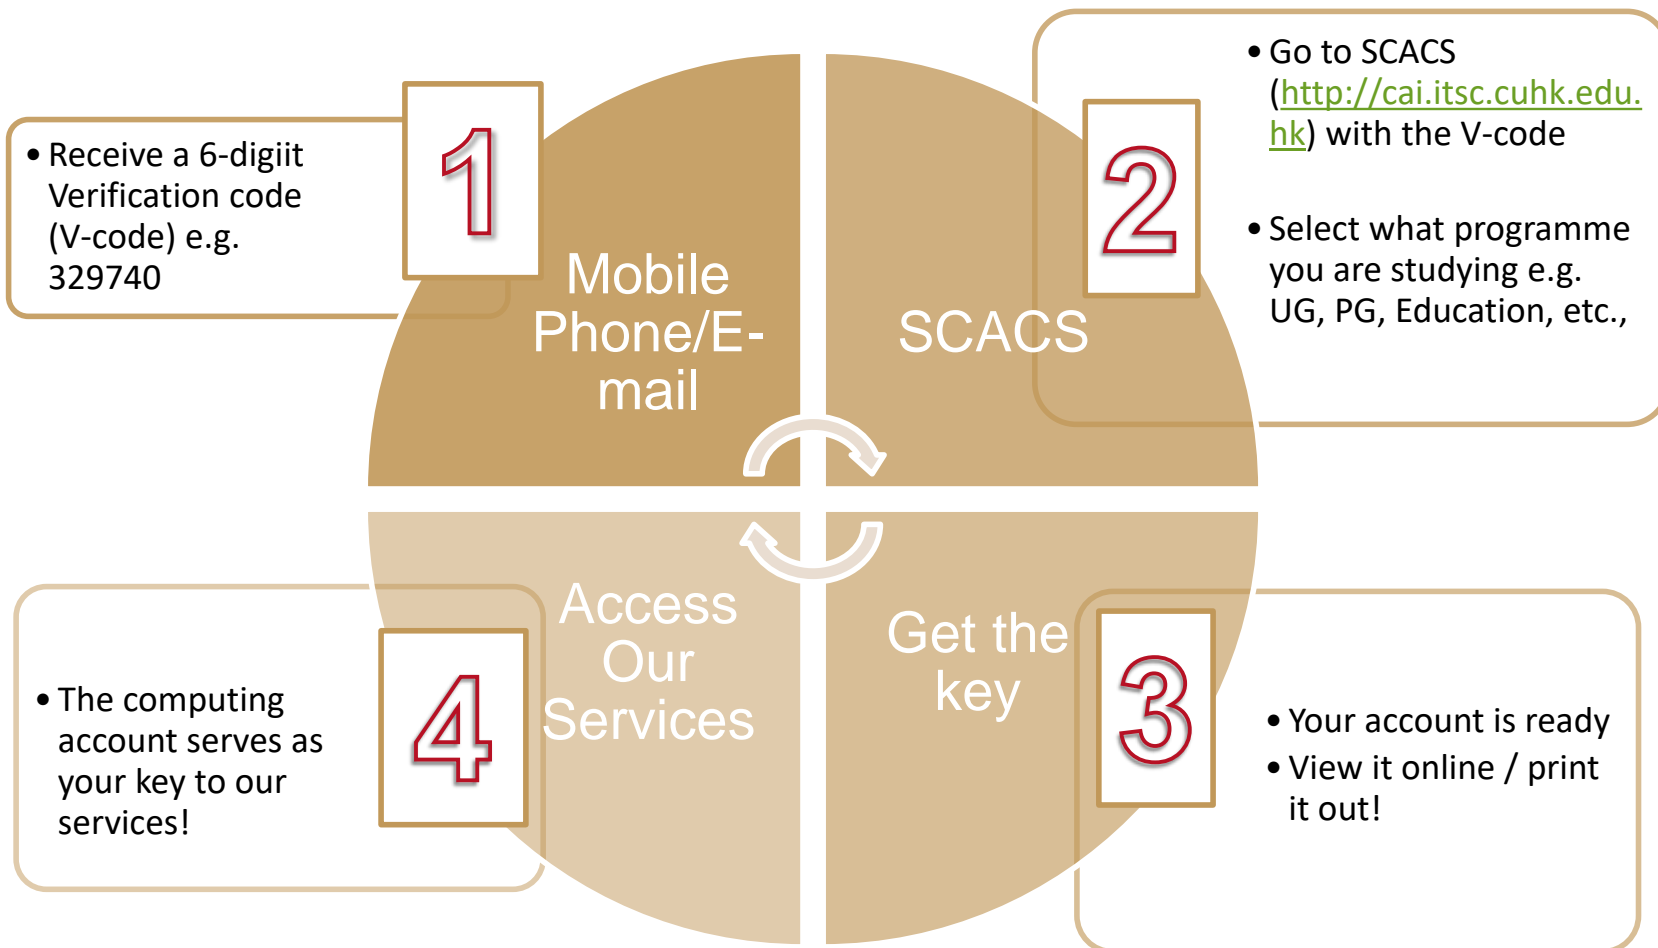 1
• Receive a 6-digiit
Verification code
(V-code) e.g.
329740
Mobile
Phone/E-
mail
2
• Go to SCACS
(http://cai.itsc.cuhk.edu.
hk) with the V-code
• Select what programme
you are studying e.g.
UG, PG, Education, etc.,
SCACS
3
Get the
key
• Your account is ready
• View it online / print
it out!
4
Access
Our
Services
• The computing
account serves as
your key to our
services!